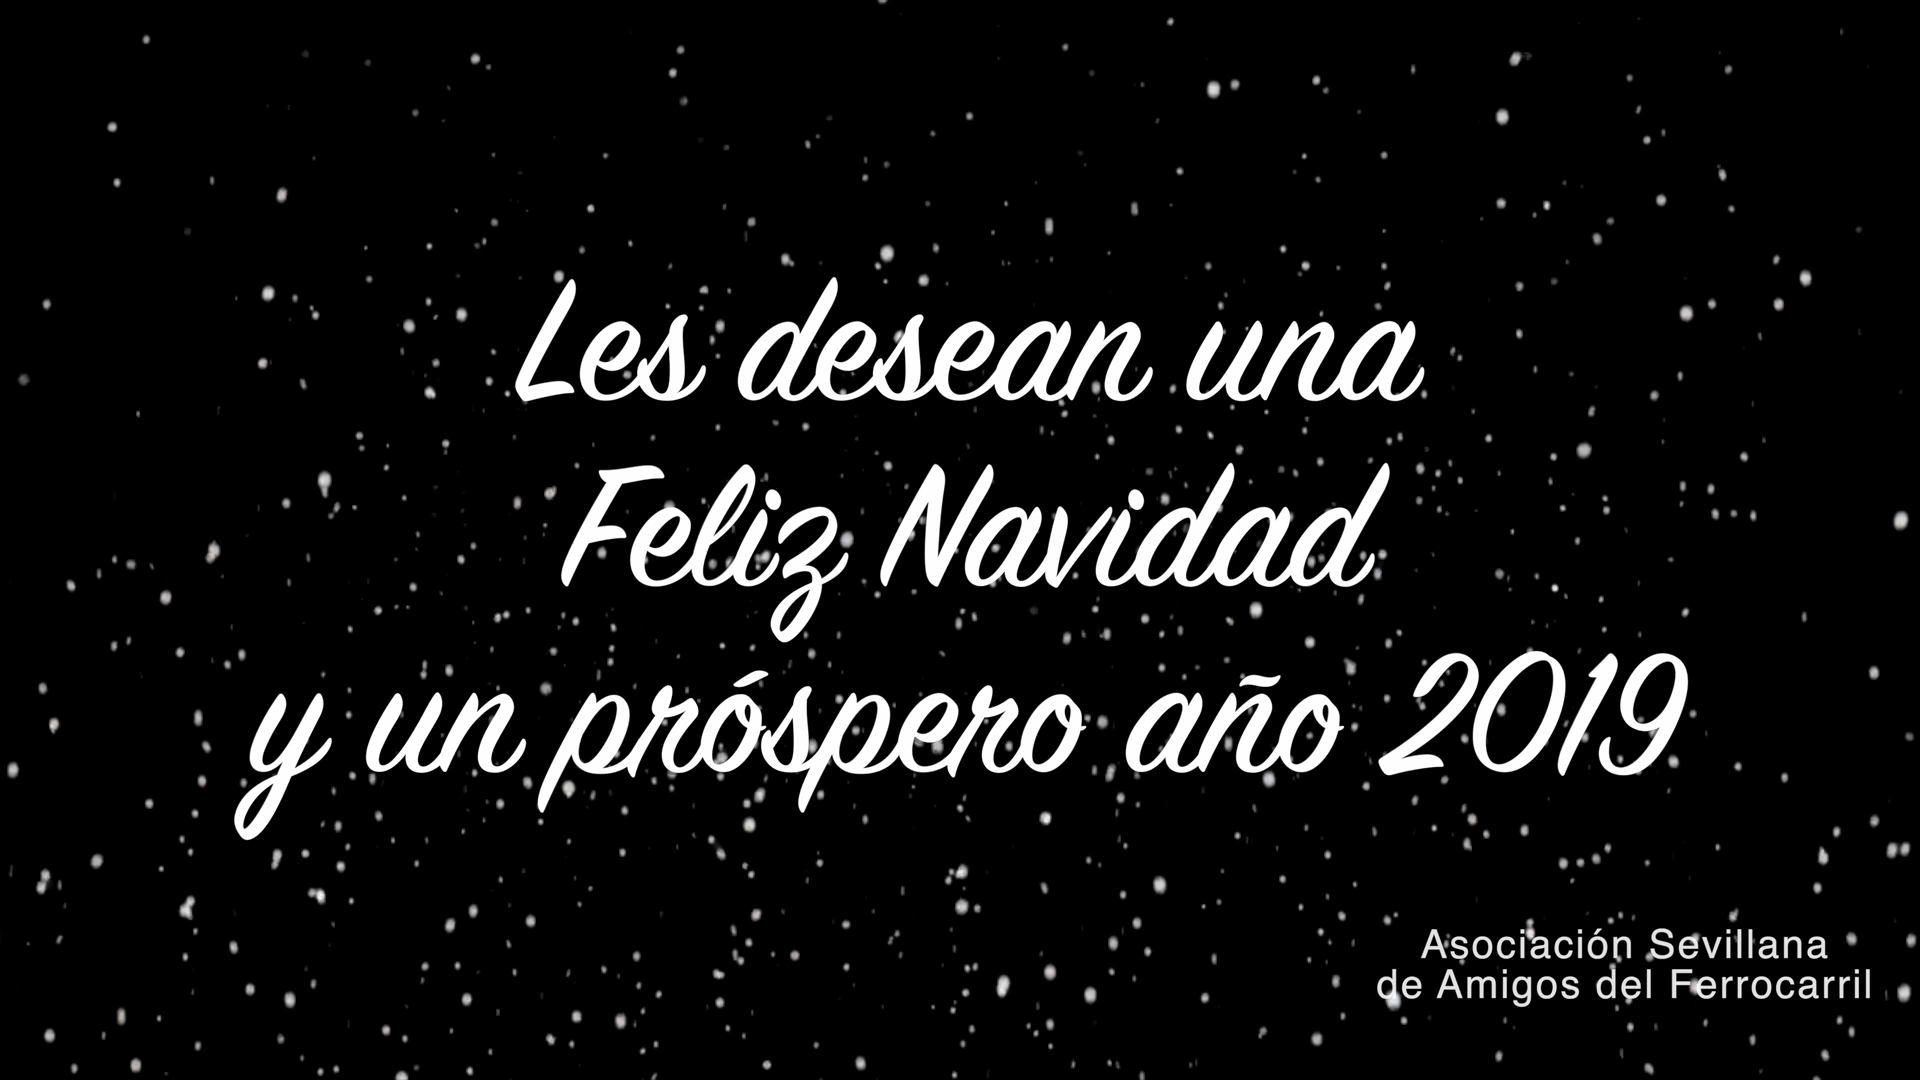 Les desean una
Feliz Navidad
y un próspero año 2019
Asociación Sevillana
de Amigos del Ferrocarril